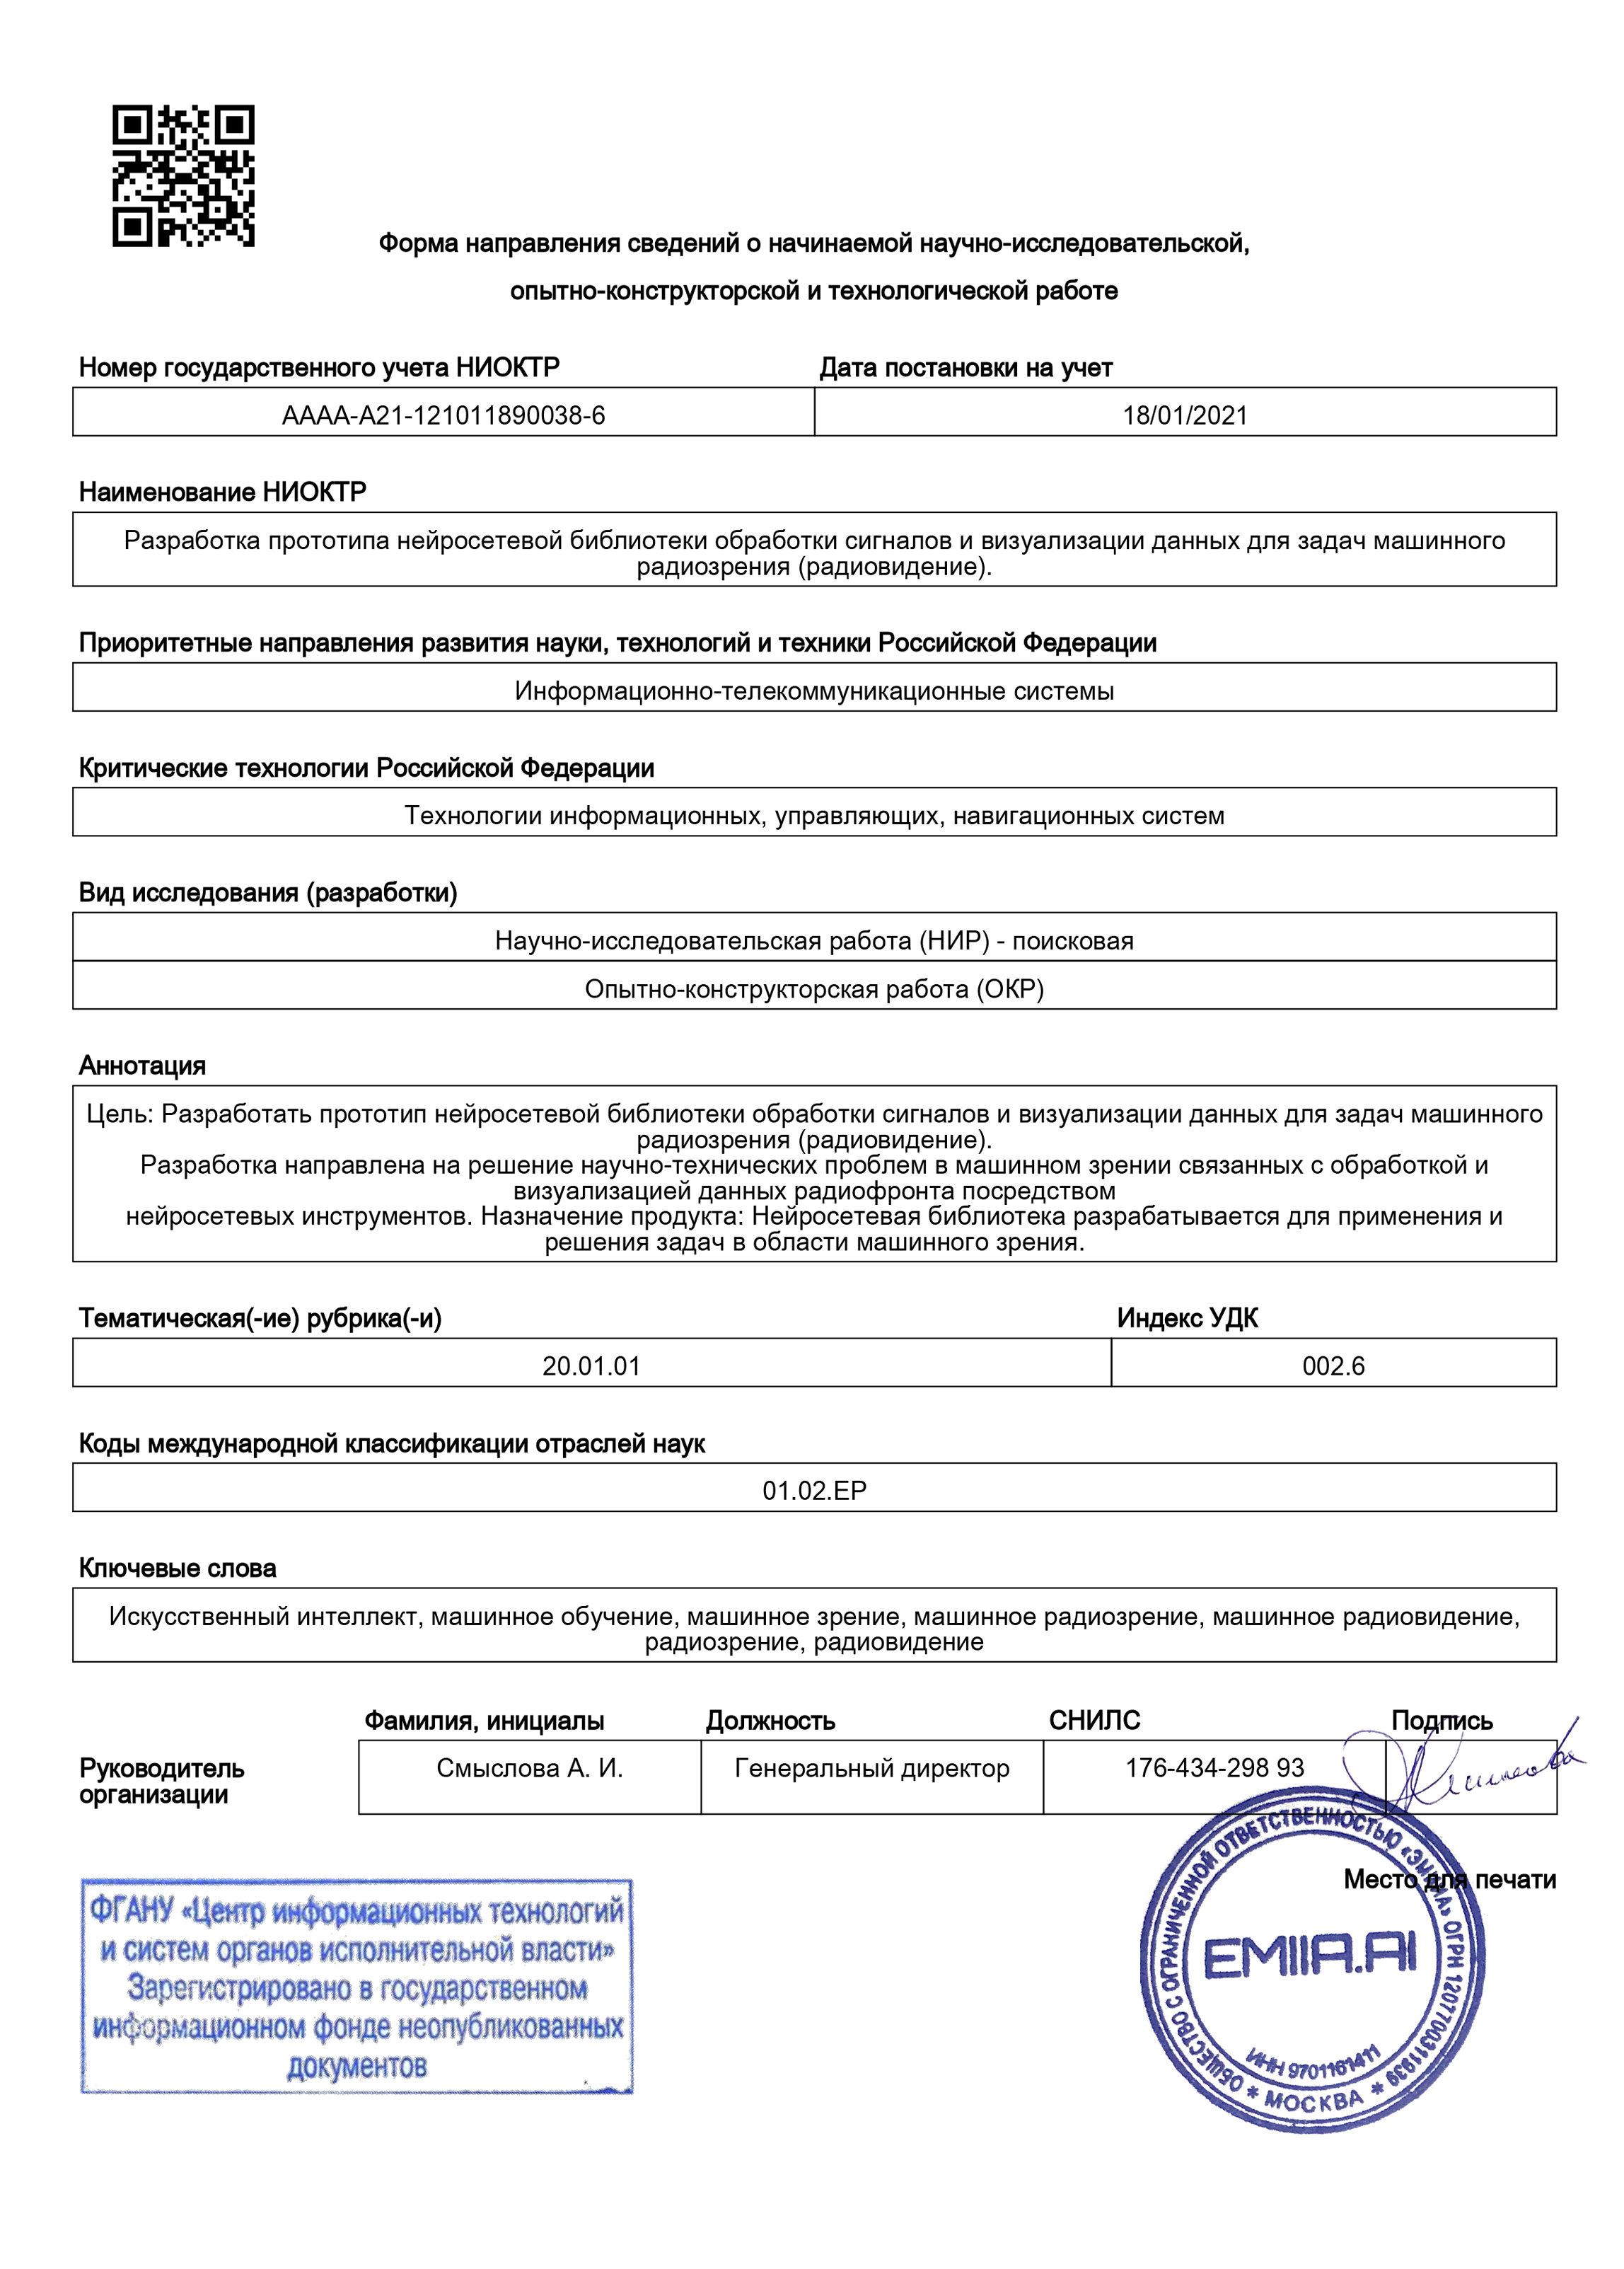 Форма направления сведений о начинаемой научно-исследовательской,
опытно-конструкторской и технологической работе
Номер государственного учета НИОКТР
Дата постановки на учет
АААА-А21-121011890038-6
18/01/2021
Наименование НИОКТР
Разработка прототипа нейросетевой библиотеки обработки сигналов и визуализации данных для задач машинного
радиозрения (радиовидение).
Приоритетные направления развития науки, технологий и техники Российской Федерации
Информационно-телекоммуникационные системы
Критические технологии Российской Федерации
Технологии информационных, управляющих, навигационных систем
Вид исследования (разработки)
Научно-исследовательская работа (НИР) - поисковая
Опытно-конструкторская работа (ОКР)
Аннотация
Цель: Разработать прототип нейросетевой библиотеки обработки сигналов и визуализации данных для задач машинного
радиозрения (радиовидение).
Разработка направлена на решение научно-технических проблем в машинном зрении связанных с обработкой и
визуализацией данных радиофронта посредством
нейросетевых инструментов. Назначение продукта: Нейросетевая библиотека разрабатывается для применения и
решения задач в области машинного зрения.
Тематическая(-ие) рубрика(-и)
Индекс УДК
20.01.01
002.6
Коды международной классификации отраслей наук
01.02.EP
Ключевые слова
Искусственный интеллект, машинное обучение, машинное зрение, машинное радиозрение, машинное радиовидение,
радиозрение, радиовидение
Фамилия, инициалы
Должность
СНИЛС
Подпись
Руководитель
организации
Смыслова А. И.
Генеральный директор
176-434-298 93
Место для печати
ФГАНУ «Центр информационных технологий
и систем органов исполнительной власти»
Зарегистрировано в государственном
информационном фонде неопубликованных
документов
ОБЩЕСТВО С ОГРАНИЧЕННОЙ ОТВЕТСТВЕННОСТЬЮ «ЭМИИА» ОГРН 1207700311939
EMIIA.AI
ИНН 9701161411
* МОСКВА *